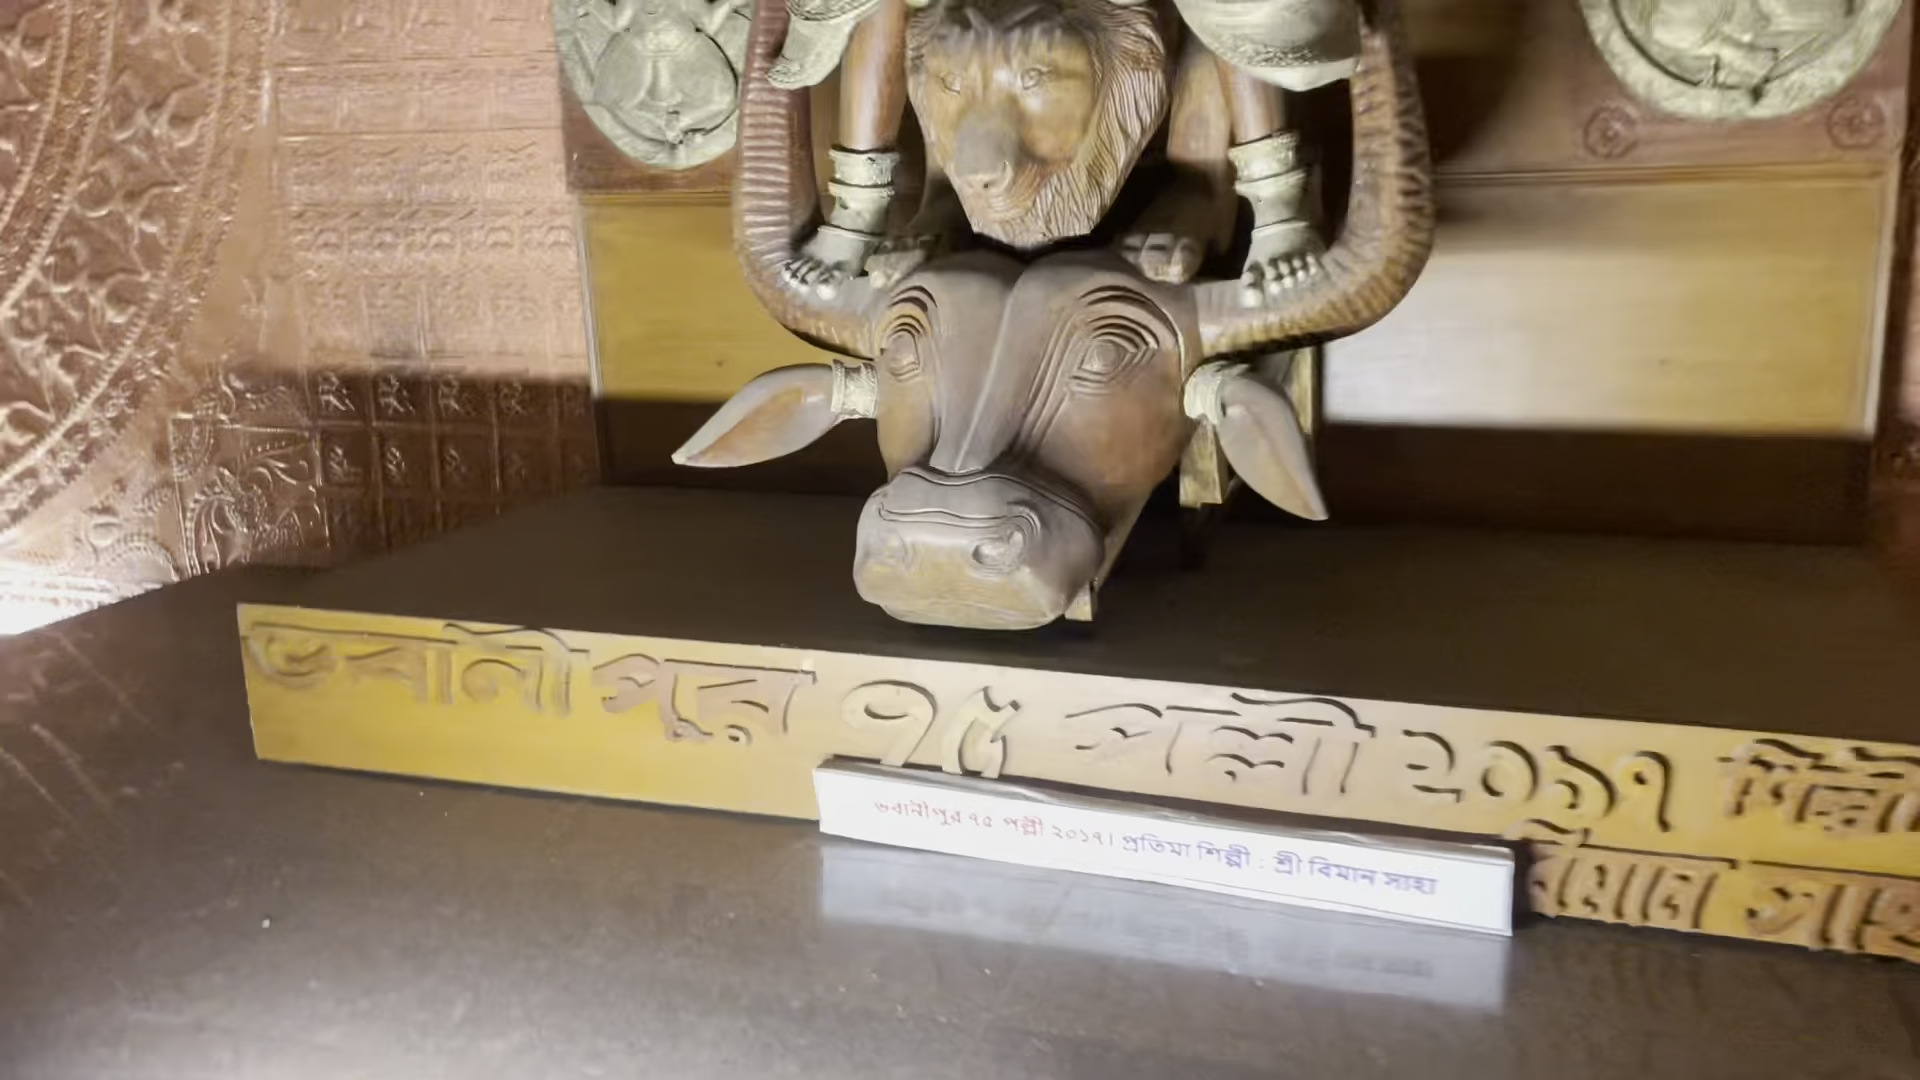 ভবানীপুর ৭৫ পল্লী ২০১৭ শিল্পী
বিমান সাহা
ভবানীপুর ৭৫ পল্লী ২০১৭। প্রতিমা শিল্পী : শ্রী বিমান সাহা